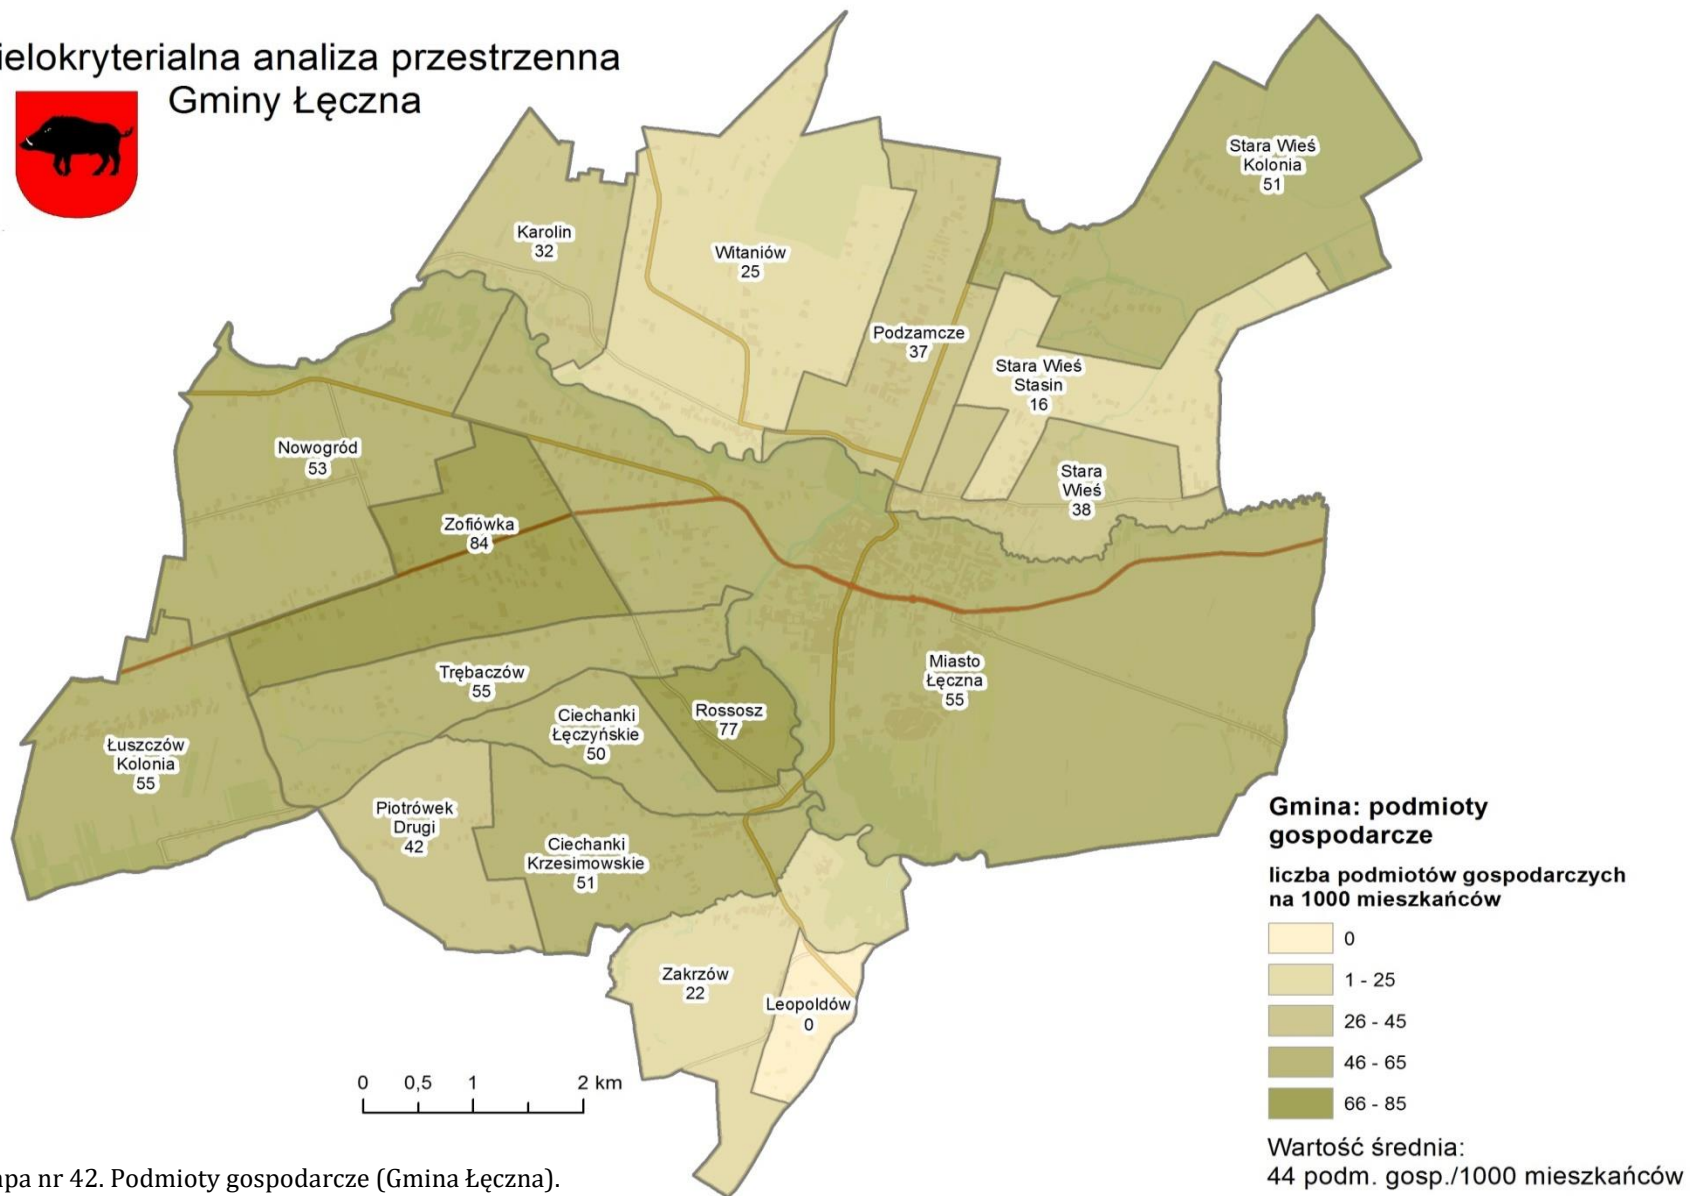 ielokryterialna analiza przestrzenna
Gminy Łęczna
Stara Wieś
Kolonia
51
Karolin
32
Witaniów
25
Podzamcze
37
Stara Wieś
Stasin
16
Nowogród
53
Stara
Wieś
38
Zofiówka
84
Trębaczów
55
Miasto
Łęczna
55
Rossosz
77
Ciechanki
Łęczyńskie
50
Łuszczów
Kolonia
55
Piotrówek
Drugi
42
Ciechanki
Krzesimowskie
51
Zakrzów
22
Leopoldów
0
Gmina: podmioty
gospodarcze
liczba podmiotów gospodarczych
na 1000 mieszkańców
0
1 - 25
26 - 45
46 - 65
66 - 85
Wartość średnia:
44 podm. gosp./1000 mieszkańców
0 0,5 1 2 km
apa nr 42. Podmioty gospodarcze (Gmina Łęczna).